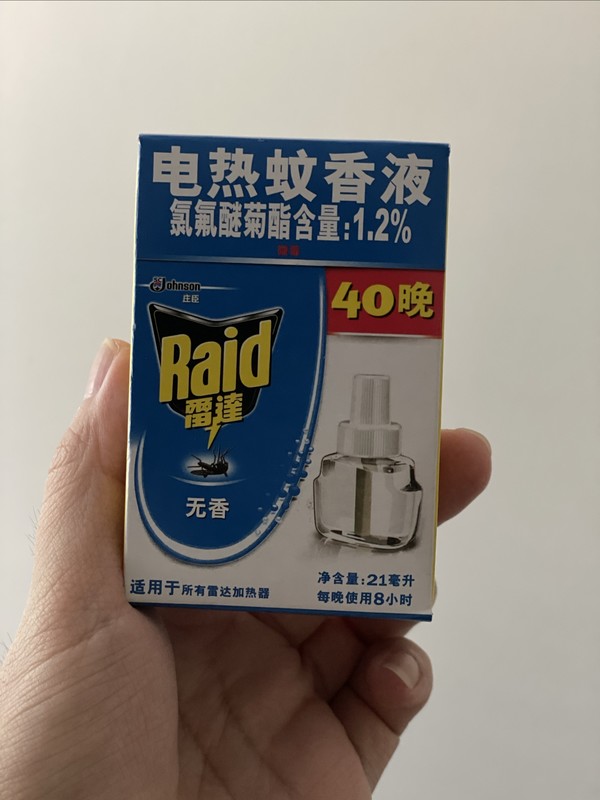 电热蚊香液
氯氟醚菊酯含量:1.2%
微毒
Johnson
庄臣
40晚
Raid
雷達
无香
适用于所有雷达加热器
净含量:21毫升
每晚使用8小时